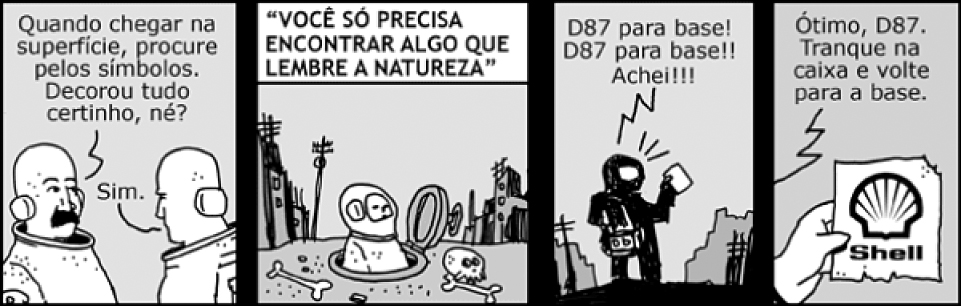 Quando chegar na
superfície, procure
pelos símbolos.
Decorou tudo
certinho, né?
Sim.
"VOCÊ SÓ PRECISA
ENCONTRAR ALGO QUE
LEMBRE A NATUREZA"
D87 para base!
D87 para base!!
Achei!!!
Ótimo, D87.
Tranque na
caixa e volte
para a base.
Shell